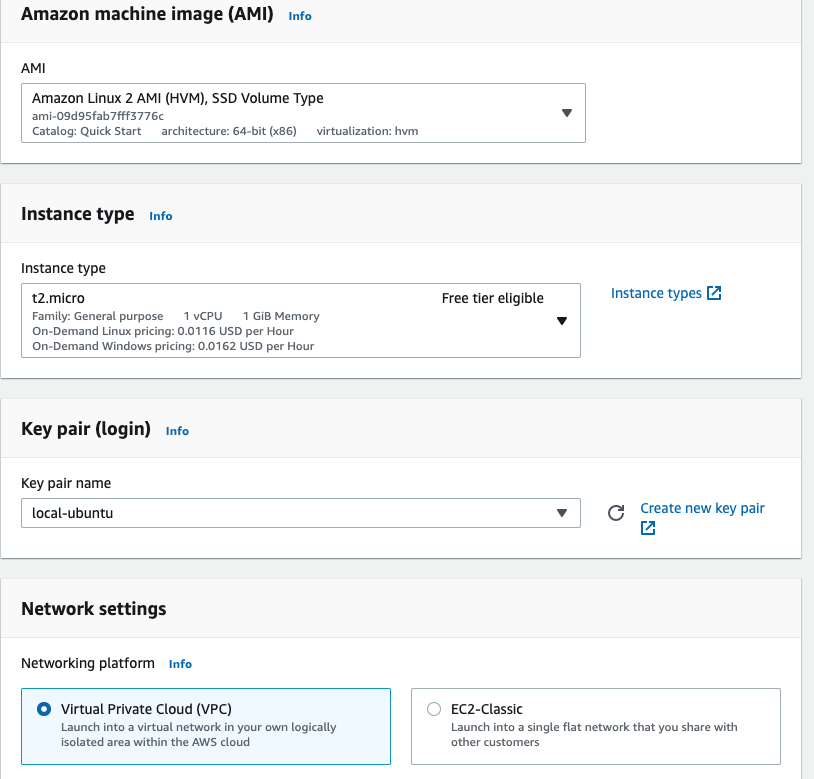 Amazon machine image (AMI) Info
AMI
Amazon Linux 2 AMI (HVM), SSD Volume Type
ami-09d95fab7fff3776c
Catalog: Quick Start architecture: 64-bit (x86) virtualization: hvm
Instance type Info
Instance type
t2.micro Free tier eligible
Family: General purpose 1 vCPU 1 GiB Memory
On-Demand Linux pricing: 0.0116 USD per Hour
On-Demand Windows pricing: 0.0162 USD per Hour
Instance types
Key pair (login) Info
Key pair name
local-ubuntu
Create new key pair
Network settings
Networking platform Info
Virtual Private Cloud (VPC)
Launch into a virtual network in your own logically
isolated area within the AWS cloud
EC2-Classic
Launch into a single flat network that you share with
other customers